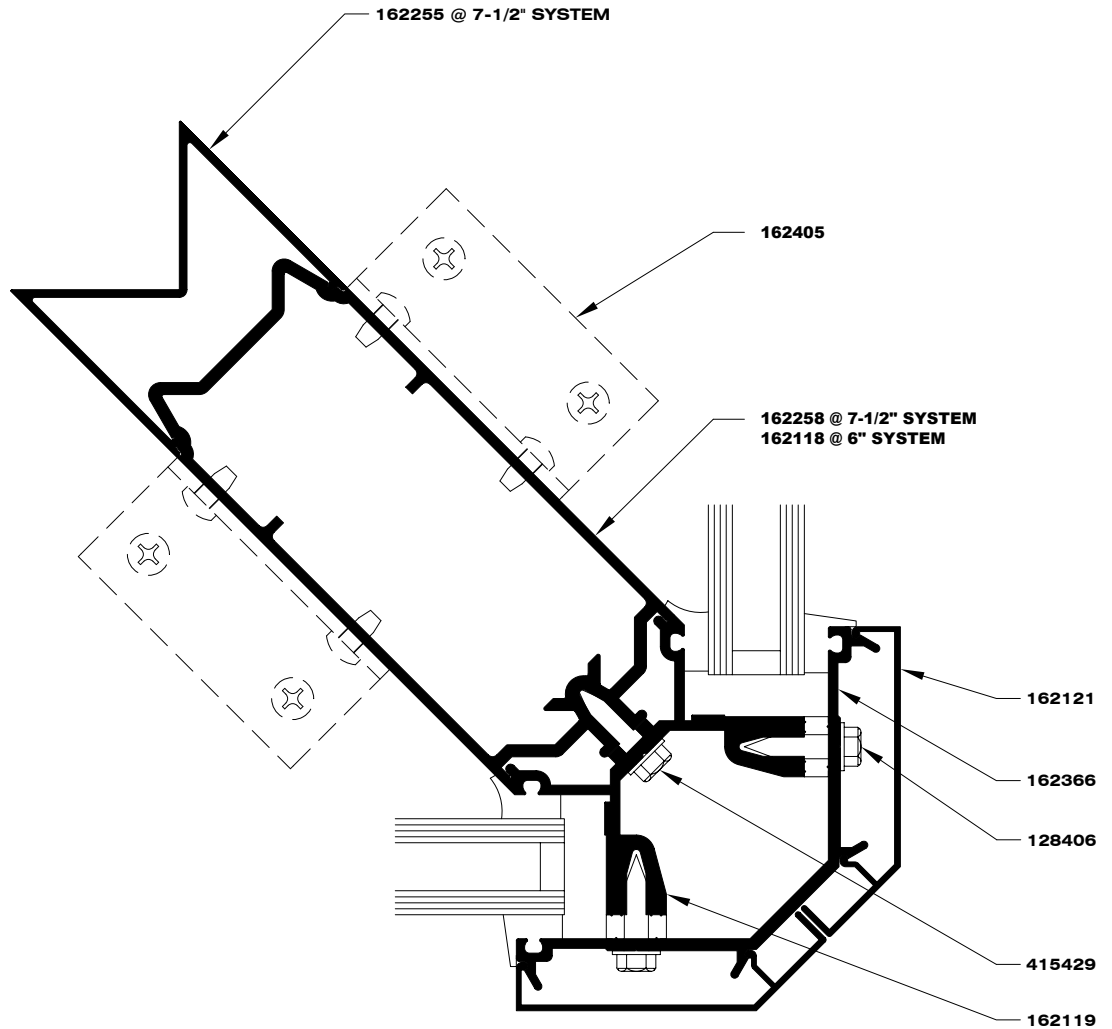 162255 @ 7-1/2" SYSTEM
162405
162258 @ 7-1/2" SYSTEM
162118 @ 6" SYSTEM
162121
162366
128406
415429
162119